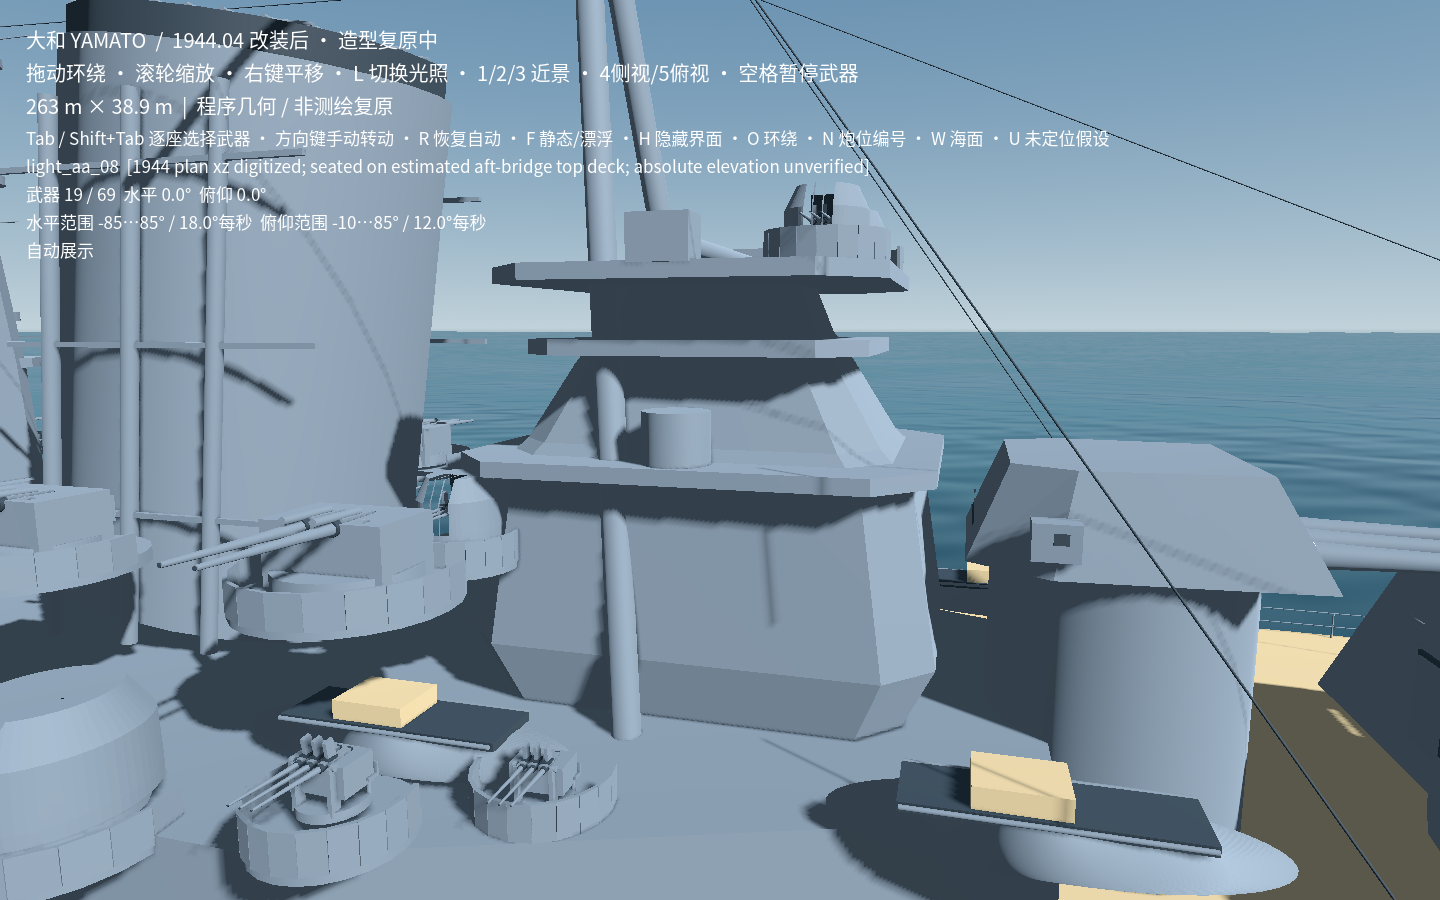 大和 YAMATO / 1944.04 改装后 · 造型复原中
拖动环绕 · 滚轮缩放 · 右键平移 · L 切换光照 · 1/2/3 近景 · 4侧视/5俯视 · 空格暂停武器
263 m × 38.9 m | 程序几何 / 非测绘复原
Tab / Shift+Tab 逐座选择武器 · 方向键手动转动 · R 恢复自动 · F 静态/漂浮 · H 隐藏界面 · O 环绕 · N 炮位编号 · W 海面 · U 未定位假设
light_aa_08 [1944 plan xz digitized; seated on estimated aft-bridge top deck; absolute elevation unverified]
武器 19 / 69 水平 0.0° 俯仰 0.0°
水平范围 -85…85° / 18.0°每秒 俯仰范围 -10…85° / 12.0°每秒
自动展示